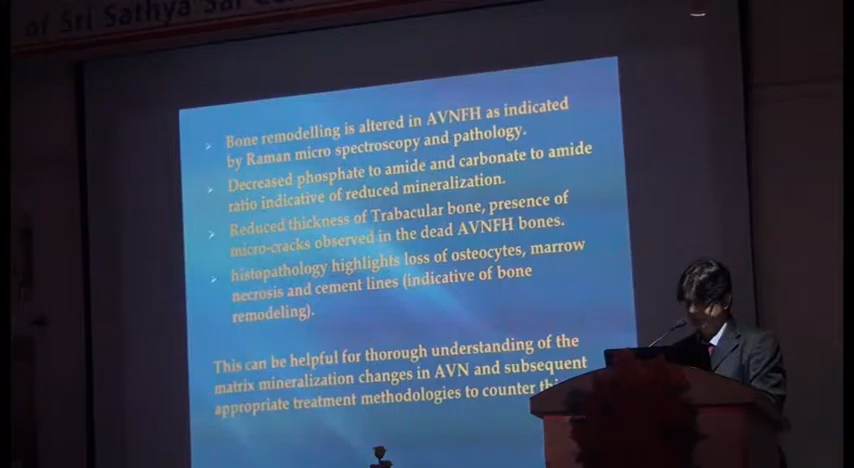 of Sri Sathya Sai
Bone remodelling is altered in AVNFH as indicated
by Raman micro spectroscopy and pathology.
Decreased phosphate to amide and carbonate to amide
ratio indicative of reduced mineralization.
Reduced thickness of Trabacular bone, presence of
micro-cracks observed in the dead AVNFH bones.
histopathology highlights loss of osteocytes, marrow
necrosis and cement lines (indicative of bone
remodeling).
This can be helpful for thorough understanding of the
matrix mineralization changes in AVN and subsequent
appropriate treatment methodologies to counter